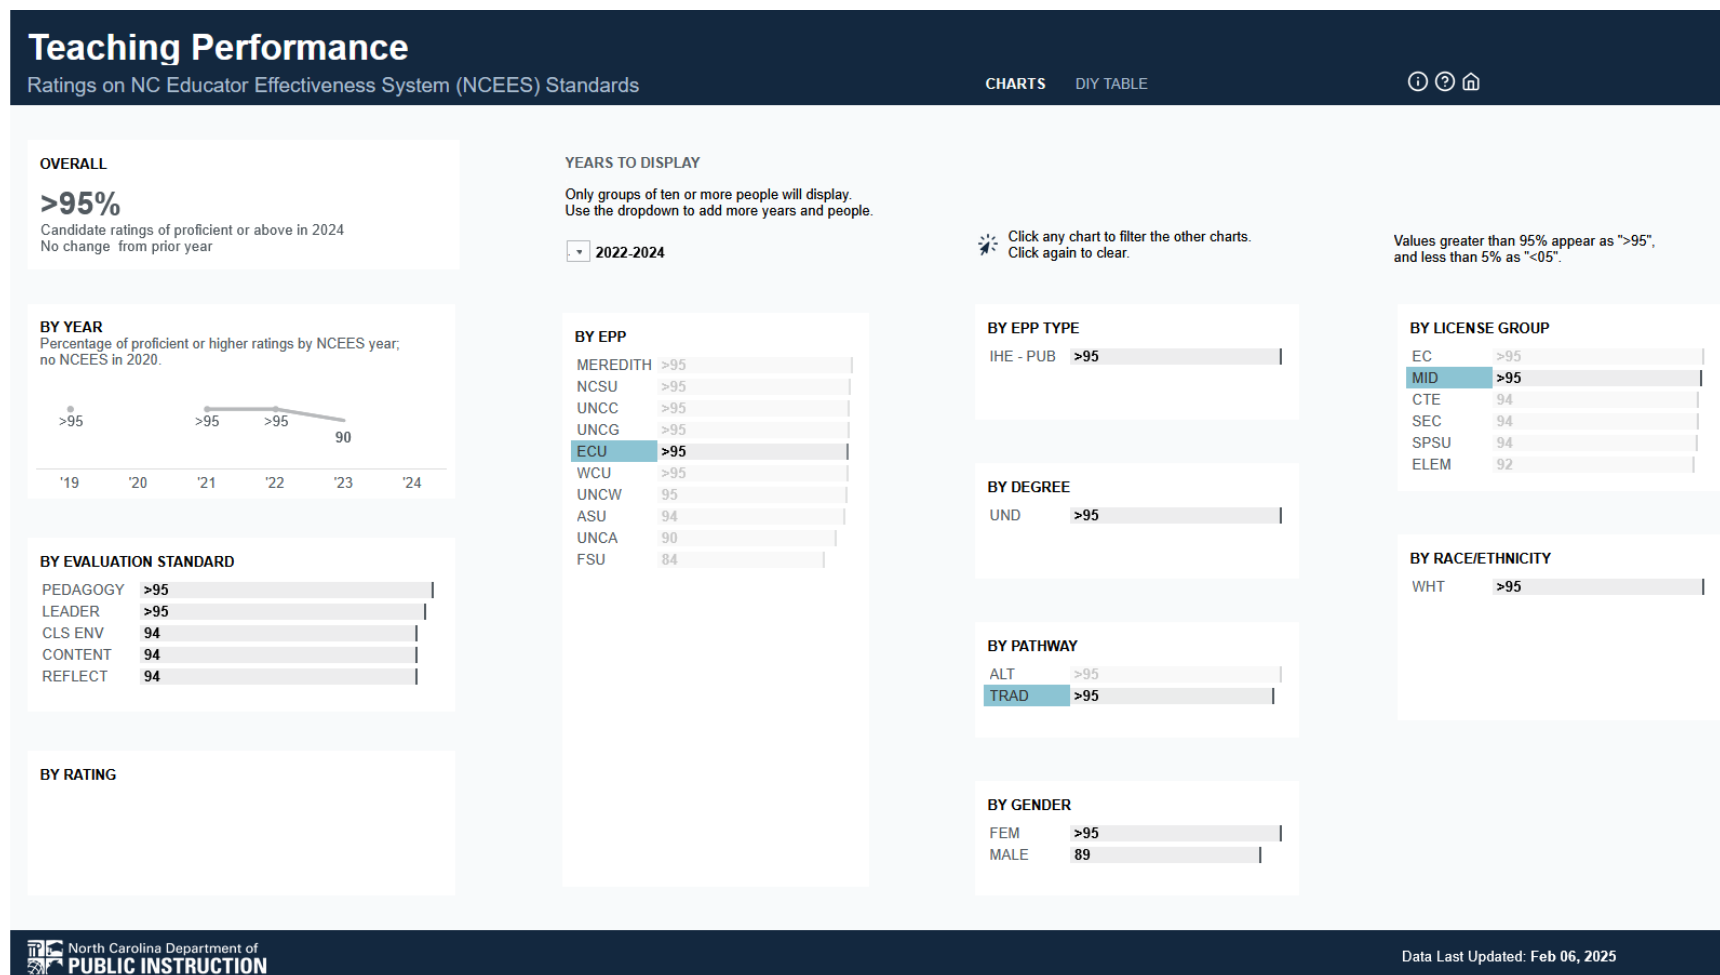 Teaching Performance
Ratings on NC Educator Effectiveness System (NCEES) Standards
CHARTS
DIY TABLE
OVERALL
>95%
Candidate ratings of proficient or above in 2024
No change from prior year
YEARS TO DISPLAY
Only groups of ten or more people will display.
Use the dropdown to add more years and people.
2022-2024
Click any chart to filter the other charts.
Click again to clear.
Values greater than 95% appear as ">95",
and less than 5% as "<05".
BY YEAR
Percentage of proficient or higher ratings by NCEES year;
no NCEES in 2020.
>95
>95
>95
90
'19 '20 '21 '22 '23 '24
BY EVALUATION STANDARD
PEDAGOGY >95
LEADER >95
CLS ENV 94
CONTENT 94
REFLECT 94
BY RATING
BY EPP
MEREDITH >95
NCSU >95
UNCC >95
UNCG >95
ECU >95
WCU >95
UNCW 95
ASU 94
UNCA 90
FSU 84
BY EPP TYPE
IHE - PUB >95
BY DEGREE
UND >95
BY PATHWAY
ALT >95
TRAD >95
BY GENDER
FEM >95
MALE 89
BY LICENSE GROUP
EC >95
MID >95
CTE 94
SEC 94
SPSU 94
ELEM 92
BY RACE/ETHNICITY
WHT >95
North Carolina Department of
PUBLIC INSTRUCTION
Data Last Updated: Feb 06, 2025